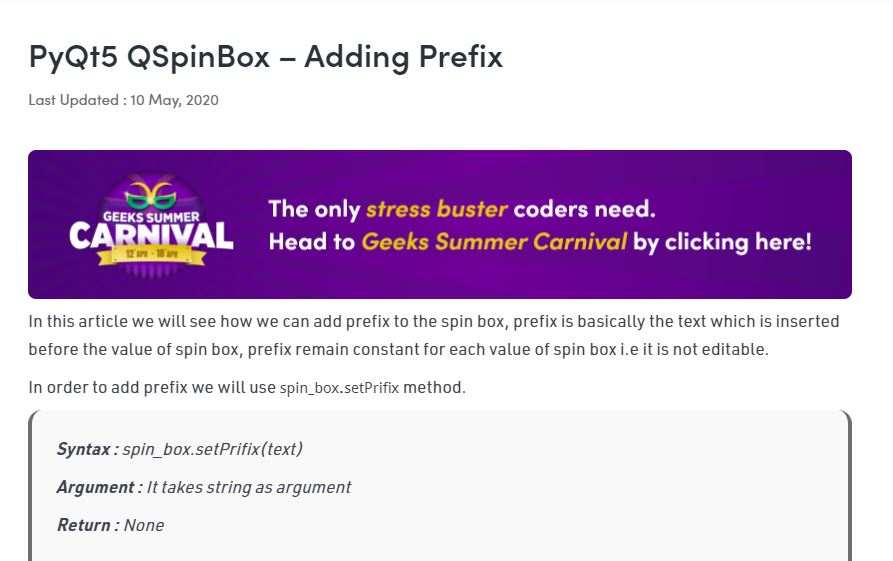 PyQt5 QSpinBox – Adding Prefix
Last Updated : 10 May, 2020
GEEKS SUMMER
CARNIVAL
12 APR - 18 APR
The only stress buster coders need.
Head to Geeks Summer Carnival by clicking here!
In this article we will see how we can add prefix to the spin box, prefix is basically the text which is inserted
before the value of spin box, prefix remain constant for each value of spin box i.e it is not editable.
In order to add prefix we will use spin_box.setPrifix method.
Syntax : spin_box.setPrifix(text)
Argument : It takes string as argument
Return : None